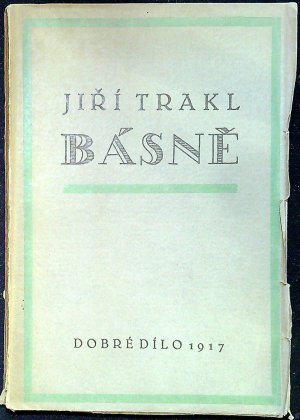 JIŘÍ TRAKL
BÁSNĚ
DOBRÉ DÍLO 1917